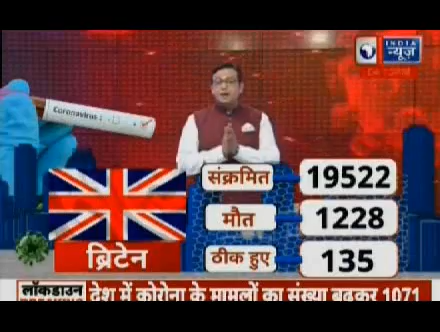 INDIA
न्यूज़
Coronavirus
संक्रमित 19522
मौत 1228
ठीक हुए 135
ब्रिटेन
लॉकडाउन
देश में कोरोना के मामलों का संख्या बढ़कर 1071